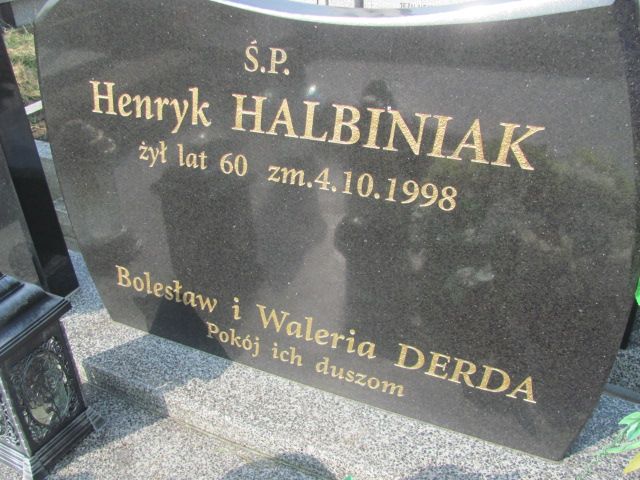 Ś.P.
Henryk HALBINIAK
żył lat 60 zm.4.10.1998
Bolesław i Waleria DERDA
Pokój ich duszom